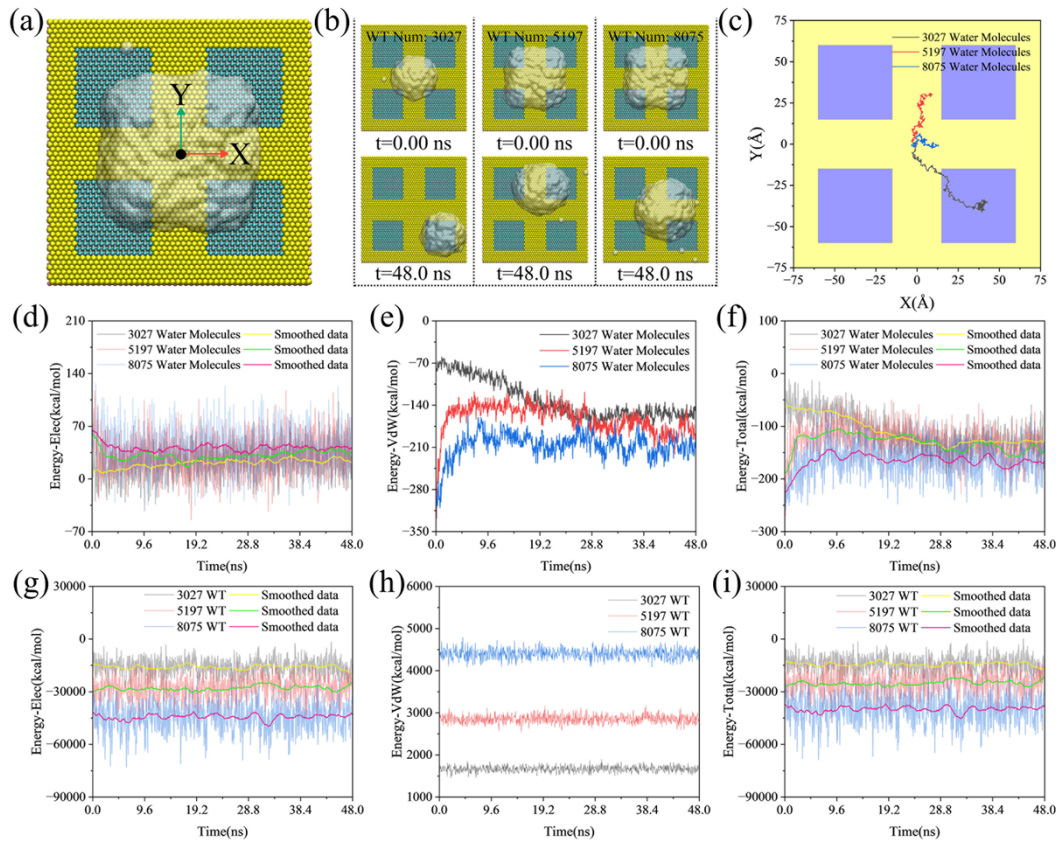 (a)
Y
X
(b)
WT Num: 3027
WT Num: 5197
WT Num: 8075
t=0.00 ns
t=0.00 ns
t=0.00 ns
t=48.0 ns
t=48.0 ns
t=48.0 ns
(c)
3027 Water Molecules
5197 Water Molecules
8075 Water Molecules
75
50
25
0
−25
−50
−75
Y(Å)
−75 −50 −25 0 25 50 75
X(Å)
(d)
3027 Water Molecules Smoothed data
5197 Water Molecules Smoothed data
8075 Water Molecules Smoothed data
210
140
70
0
−70
Energy-Elec(kcal/mol)
0.0 9.6 19.2 28.8 38.4 48.0
Time(ns)
(e)
3027 Water Molecules
5197 Water Molecules
8075 Water Molecules
0
−70
−140
−210
−280
−350
Energy-VdW(kcal/mol)
0.0 9.6 19.2 28.8 38.4 48.0
Time(ns)
(f)
3027 Water Molecules Smoothed data
5197 Water Molecules Smoothed data
8075 Water Molecules Smoothed data
100
0
−100
−200
−300
Energy-Total(kcal/mol)
0.0 9.6 19.2 28.8 38.4 48.0
Time(ns)
(g)
3027 WT Smoothed data
5197 WT Smoothed data
8075 WT Smoothed data
30000
0
−30000
−60000
−90000
Energy-Elec(kcal/mol)
0.0 9.6 19.2 28.8 38.4 48.0
Time(ns)
(h)
3027 WT
5197 WT
8075 WT
6000
5000
4000
3000
2000
1000
Energy-VdW(kcal/mol)
0.0 9.6 19.2 28.8 38.4 48.0
Time(ns)
(i)
3027 WT Smoothed data
5197 WT Smoothed data
8075 WT Smoothed data
30000
0
−30000
−60000
−90000
Energy-Total(kcal/mol)
0.0 9.6 19.2 28.8 38.4 48.0
Time(ns)